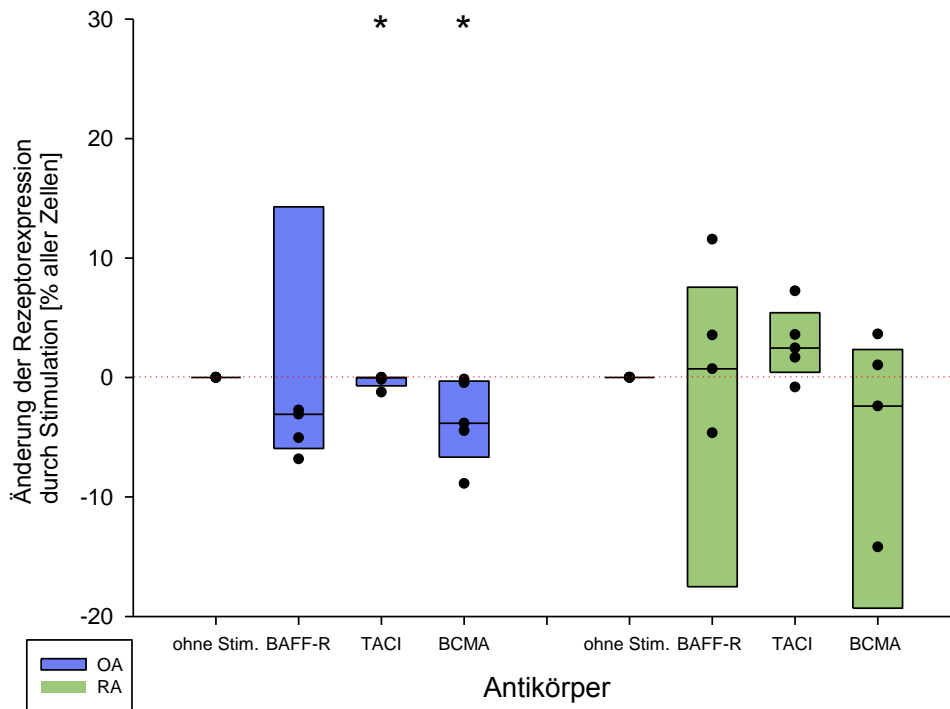 * *
30
20
10
0
-10
-20
Änderung der Rezeptorexpression
durch Stimulation [% aller Zellen]
ohne Stim. BAFF-R TACI BCMA ohne Stim. BAFF-R TACI BCMA
Antikörper
OA
RA